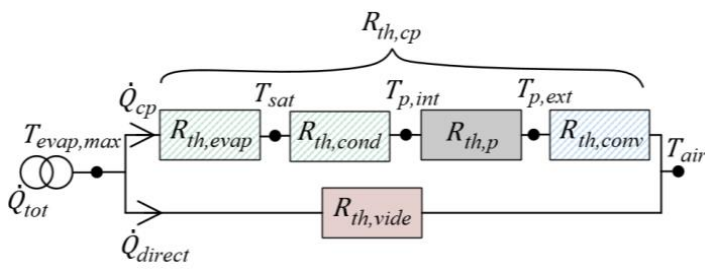 R_{th,cp}
Q̇_{cp} T_{sat} T_{p,int} T_{p,ext}
T_{evap,max} R_{th,evap} R_{th,cond} R_{th,p} R_{th,conv} T_{air}
Q̇_{tot} R_{th,vide}
Q̇_{direct}